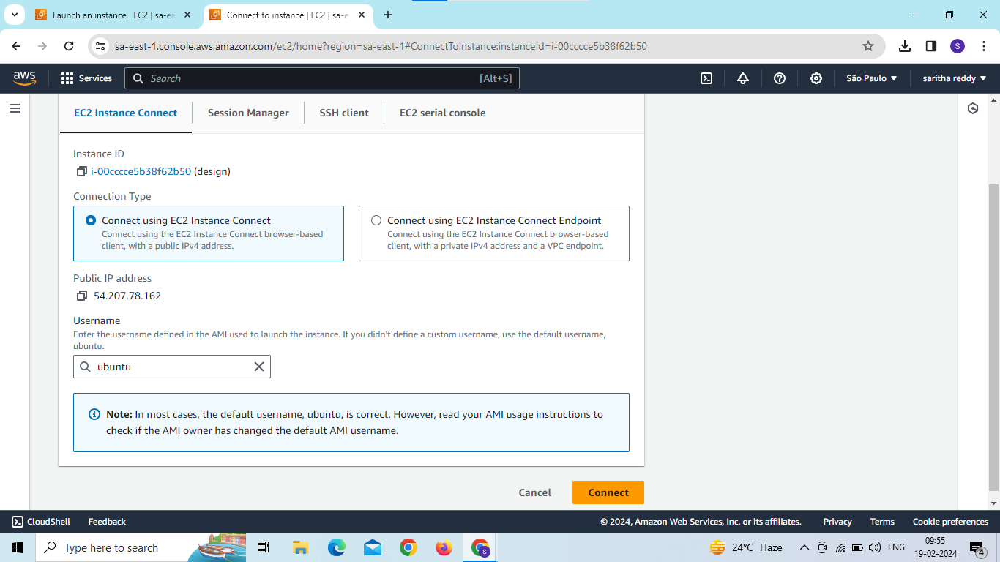 Launch an instance | EC2 | sa-ea
Connect to instance | EC2 | sa-e
sa-east-1.console.aws.amazon.com/ec2/home?region=sa-east-1#ConnectToInstance:instanceId=i-00cccce5b38f62b50
S
aws
Services
Search
[Alt+S]
São Paulo
saritha reddy
EC2 Instance Connect
Session Manager
SSH client
EC2 serial console
Instance ID
i-00cccce5b38f62b50 (design)
Connection Type
Connect using EC2 Instance Connect
Connect using the EC2 Instance Connect browser-based
client, with a public IPv4 address.
Connect using EC2 Instance Connect Endpoint
Connect using the EC2 Instance Connect browser-based
client, with a private IPv4 address and a VPC endpoint.
Public IP address
54.207.78.162
Username
Enter the username defined in the AMI used to launch the instance. If you didn't define a custom username, use the default username,
ubuntu.
ubuntu
Note: In most cases, the default username, ubuntu, is correct. However, read your AMI usage instructions to
check if the AMI owner has changed the default AMI username.
Cancel
Connect
CloudShell
Feedback
© 2024, Amazon Web Services, Inc. or its affiliates.
Privacy
Terms
Cookie preferences
Type here to search
S
24°C Haze
ENG
09:55
19-02-2024
4